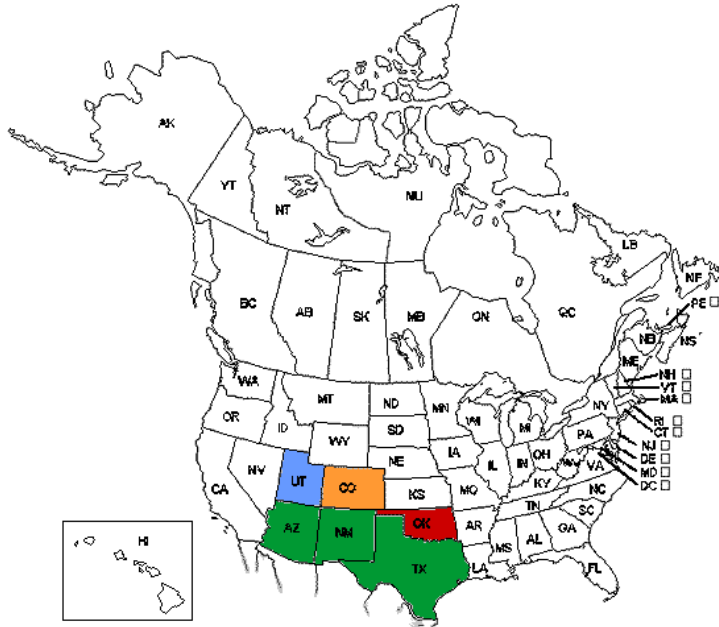 AK
YT
NT
NU
LB
NF
PE
BC
AB
SK
MB
ON
QC
NB
NS
ME
NH
VT
MA
WA
MT
ND
MN
OR
ID
SD
WI
MI
NY
RI
CT
WY
NE
IA
PA
NJ
NV
UT
CO
KS
IL
IN
OH
WV
VA
DE
MD
DC
CA
MO
KY
NC
AZ
NM
OK
AR
TN
SC
HI
MS
AL
GA
TX
LA
FL